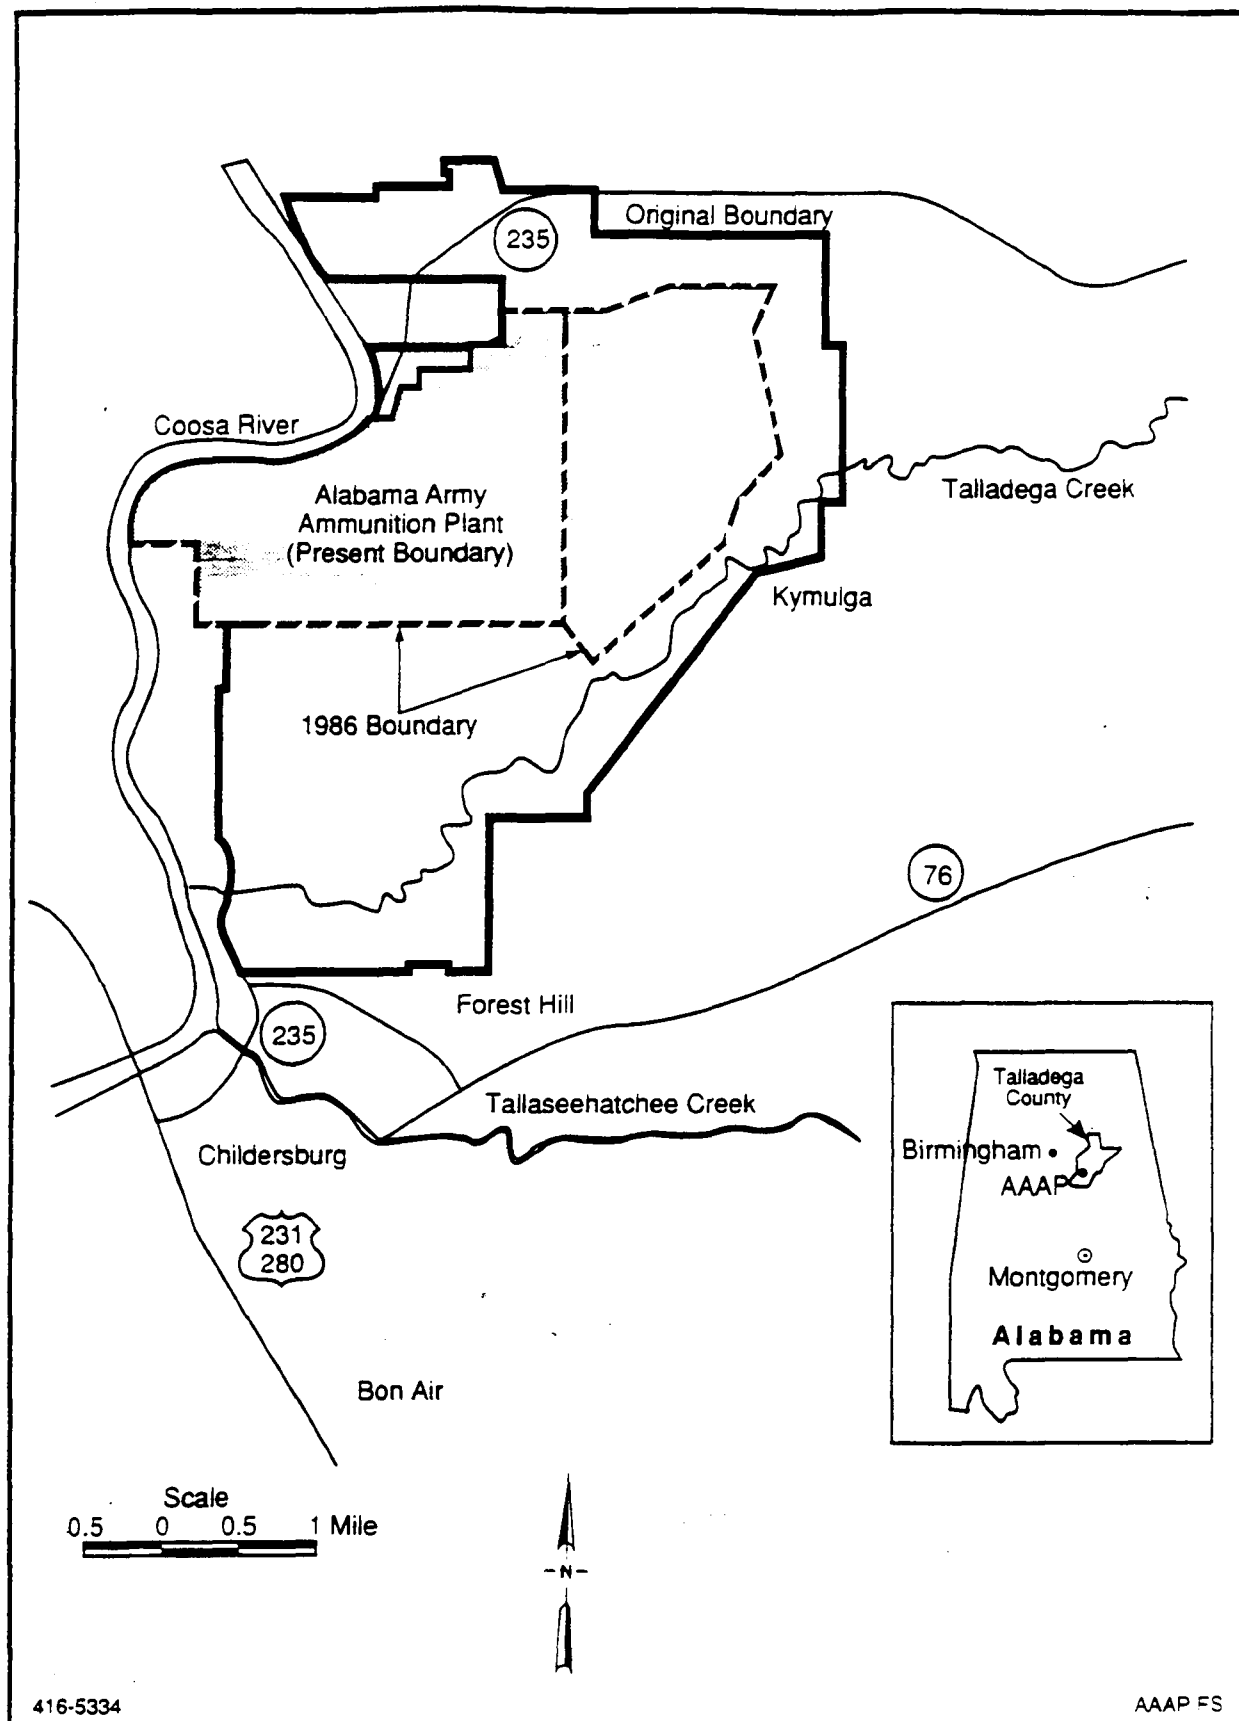 Original Boundary
235
Coosa River
Talladega Creek
Alabama Army
Ammunition Plant
(Present Boundary)
Kymulga
1986 Boundary
76
Forest Hill
235
Tallaseehatchee Creek
Childersburg
231
280
Bon Air
Talladega
County
Birmingham
AAAP
Montgomery
Alabama
Scale
0.5 0 0.5 1 Mile
-N-
416-5334
AAAP FS